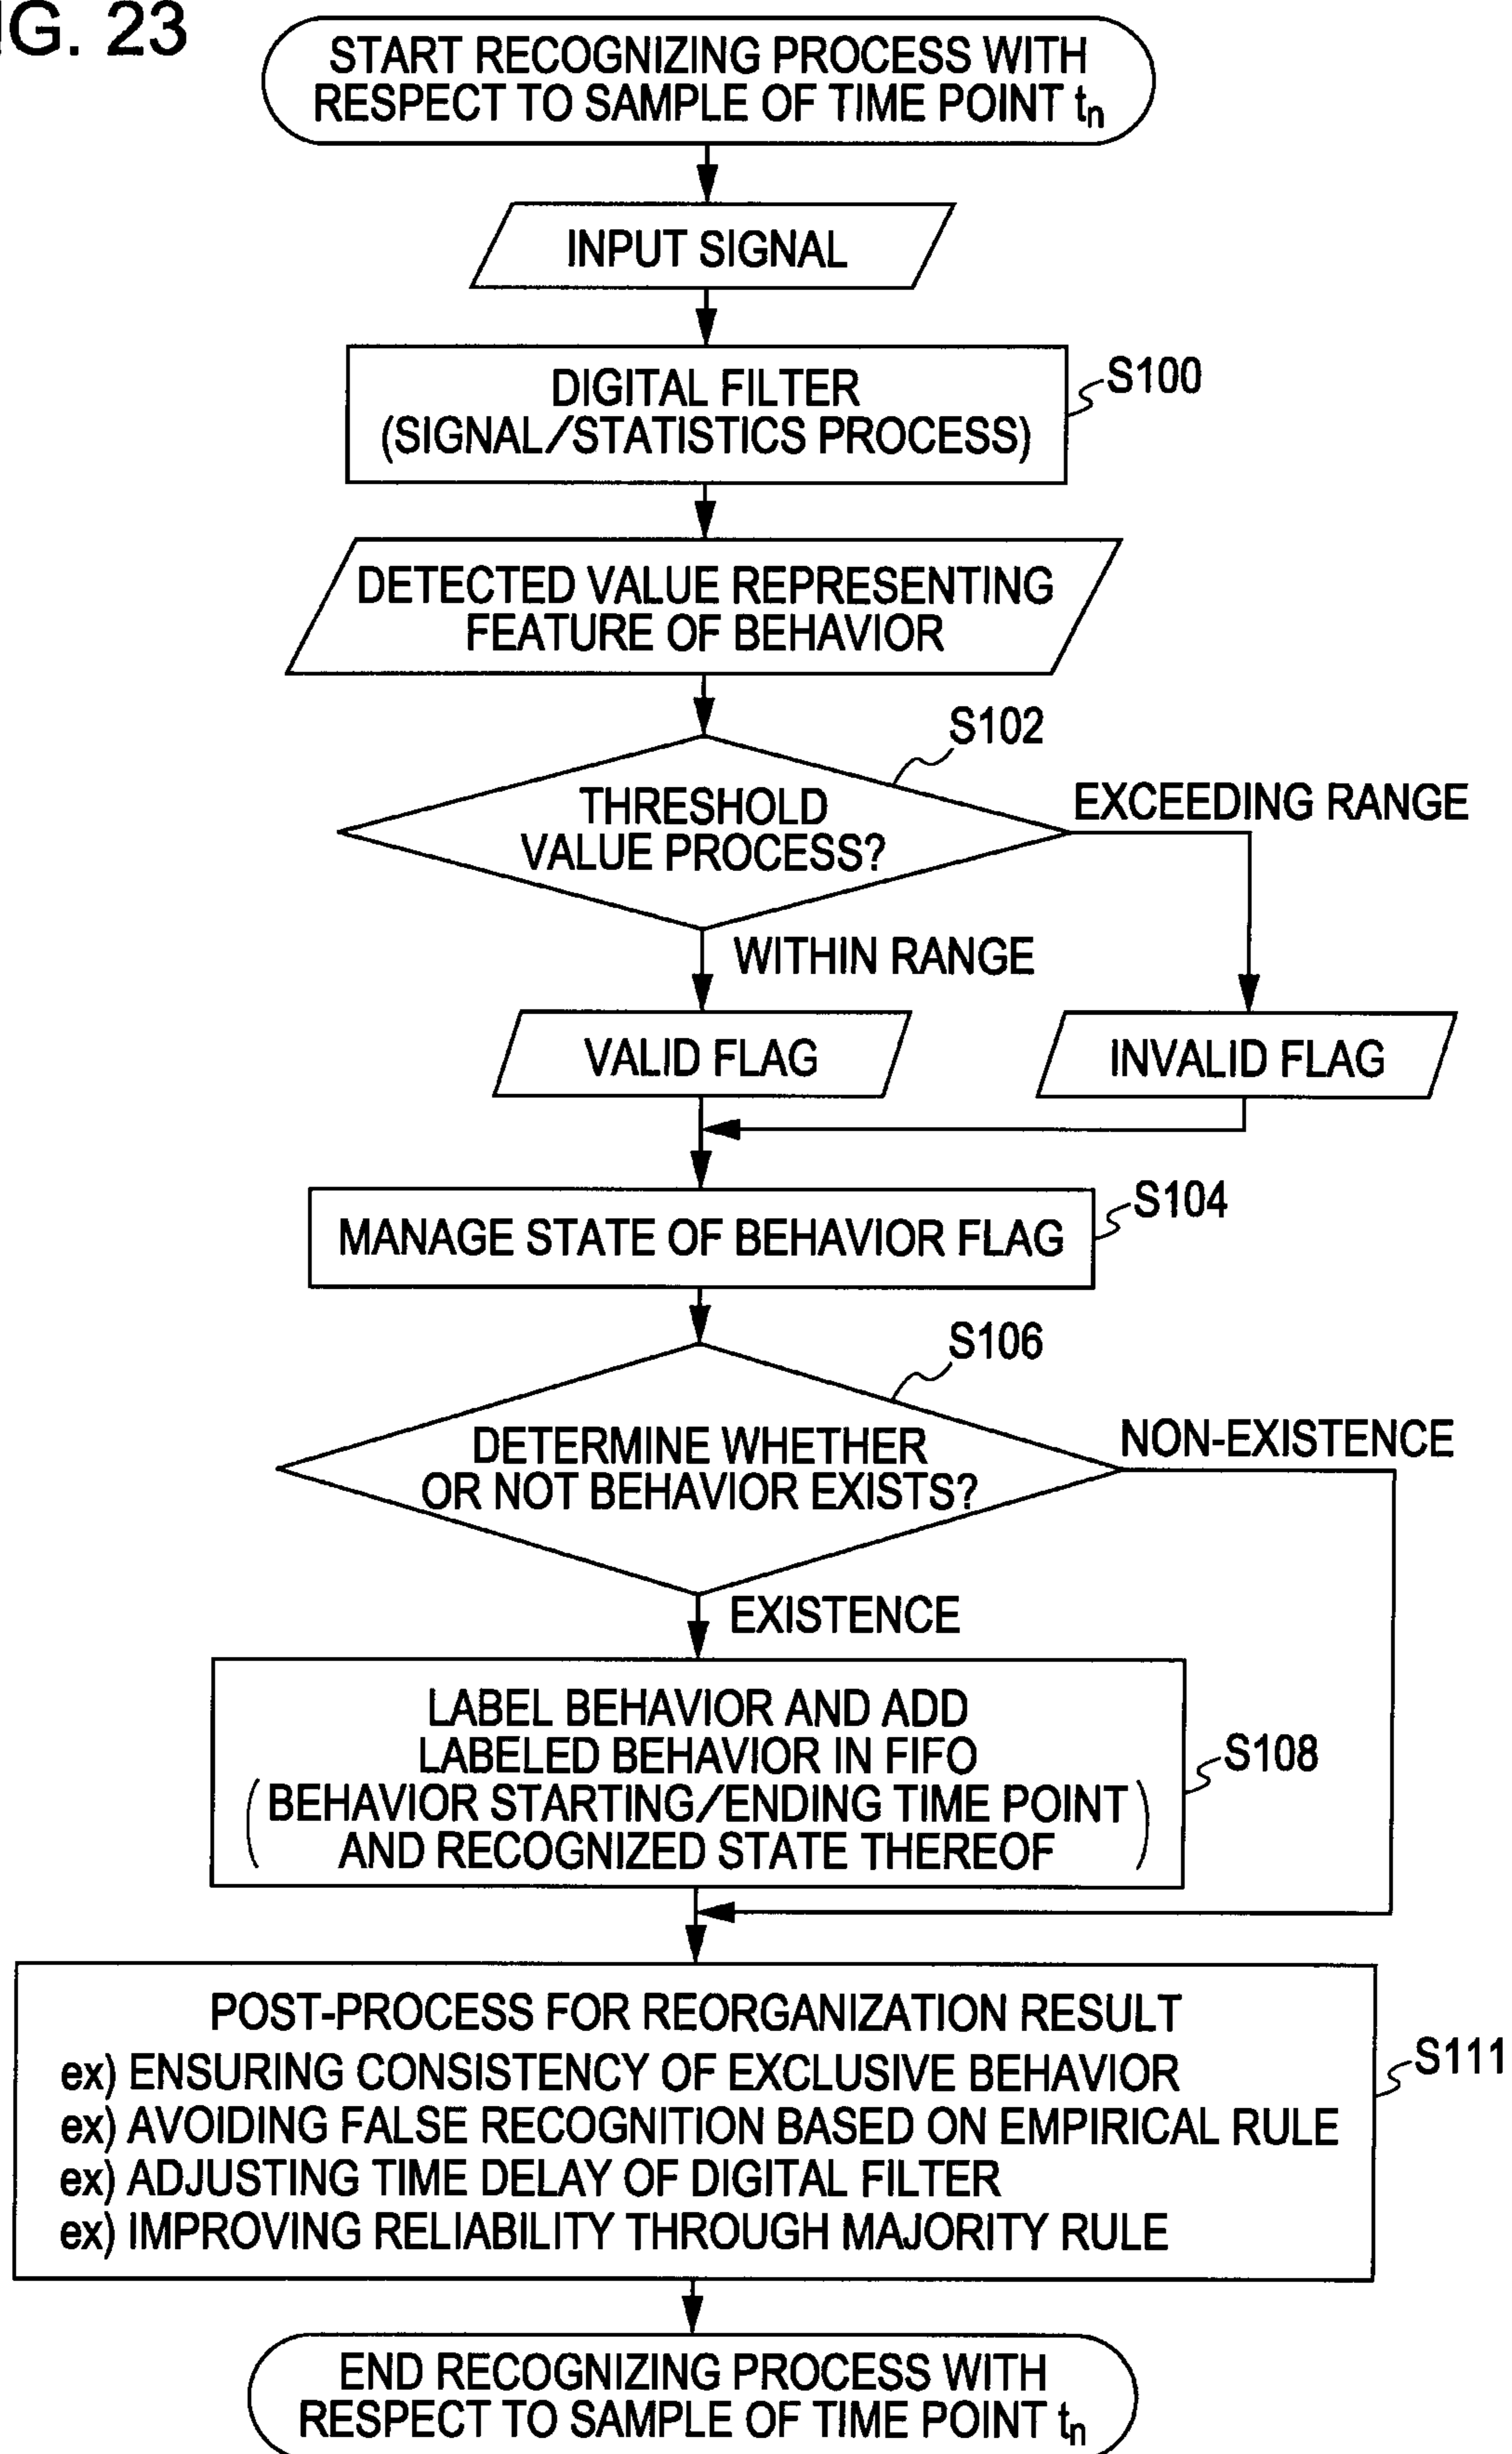 IG. 23
START RECOGNIZING PROCESS WITH
RESPECT TO SAMPLE OF TIME POINT tn
INPUT SIGNAL
DIGITAL FILTER
(SIGNAL/STATISTICS PROCESS)
S100
DETECTED VALUE REPRESENTING
FEATURE OF BEHAVIOR
S102
THRESHOLD
VALUE PROCESS?
EXCEEDING RANGE
WITHIN RANGE
VALID FLAG
INVALID FLAG
MANAGE STATE OF BEHAVIOR FLAG
S104
S106
DETERMINE WHETHER
OR NOT BEHAVIOR EXISTS?
NON-EXISTENCE
EXISTENCE
LABEL BEHAVIOR AND ADD
LABELED BEHAVIOR IN FIFO
(BEHAVIOR STARTING/ENDING TIME POINT
AND RECOGNIZED STATE THEREOF)
S108
POST-PROCESS FOR REORGANIZATION RESULT
ex) ENSURING CONSISTENCY OF EXCLUSIVE BEHAVIOR
ex) AVOIDING FALSE RECOGNITION BASED ON EMPIRICAL RULE
ex) ADJUSTING TIME DELAY OF DIGITAL FILTER
ex) IMPROVING RELIABILITY THROUGH MAJORITY RULE
S111
END RECOGNIZING PROCESS WITH
RESPECT TO SAMPLE OF TIME POINT tn